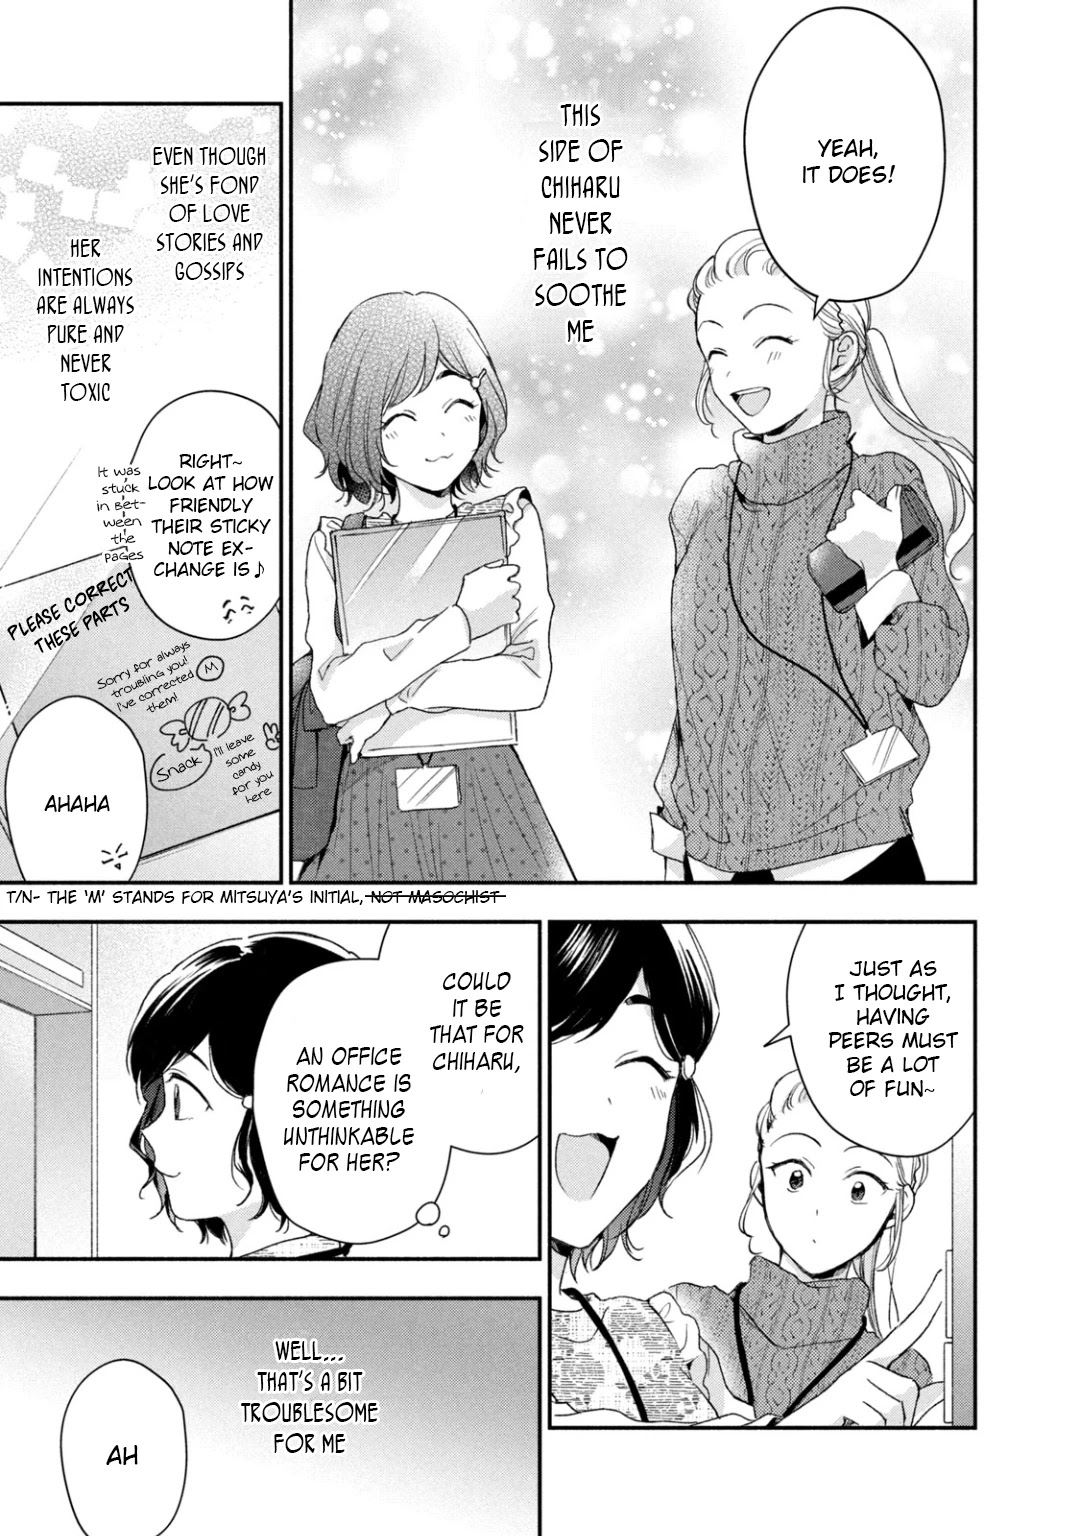 YEAH,
IT DOES!
THIS
SIDE OF
CHIHARU
NEVER
FAILS TO
SOOTHE
ME
EVEN THOUGH
SHE'S FOND
OF LOVE
STORIES AND
GOSSIPS
HER
INTENTIONS
ARE ALWAYS
PURE AND
NEVER
TOXIC
RIGHT~
LOOK AT HOW
FRIENDLY
THEIR STICKY
NOTE EX-
CHANGE IS♪
It was
stuck
in bet-
ween
the
pages
PLEASE CORRECT
THESE PARTS
Sorry for always
troubling you!
I've corrected
them!
M
Snack
I'll leave
some
candy
for you
here
AHAHA
T/N- THE 'M' STANDS FOR MITSUYA'S INITIAL, NOT MASOCHIST
JUST AS
I THOUGHT,
HAVING
PEERS MUST
BE A LOT
OF FUN~
COULD
IT BE
THAT FOR
CHIHARU,
AN OFFICE
ROMANCE IS
SOMETHING
UNTHINKABLE
FOR HER?
WELL...
THAT'S A BIT
TROUBLESOME
FOR ME
AH